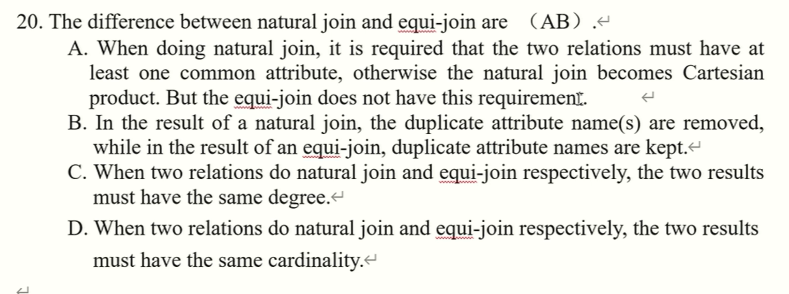 20. The difference between natural join and equi-join are （AB）.↵
A. When doing natural join, it is required that the two relations must have at
least one common attribute, otherwise the natural join becomes Cartesian
product. But the equi-join does not have this requirement. ↵
B. In the result of a natural join, the duplicate attribute name(s) are removed,
while in the result of an equi-join, duplicate attribute names are kept.↵
C. When two relations do natural join and equi-join respectively, the two results
must have the same degree.↵
D. When two relations do natural join and equi-join respectively, the two results
must have the same cardinality.↵
↵